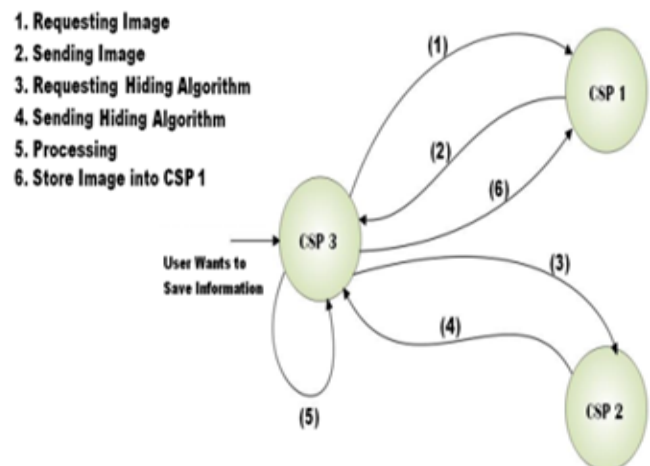 1. Requesting Image
2. Sending Image
3. Requesting Hiding Algorithm
4. Sending Hiding Algorithm
5. Processing
6. Store Image into CSP 1
(1)
CSP 1
(2)
(6)
CSP 3
User Wants to
Save Information
(3)
(4)
(5)
CSP 2